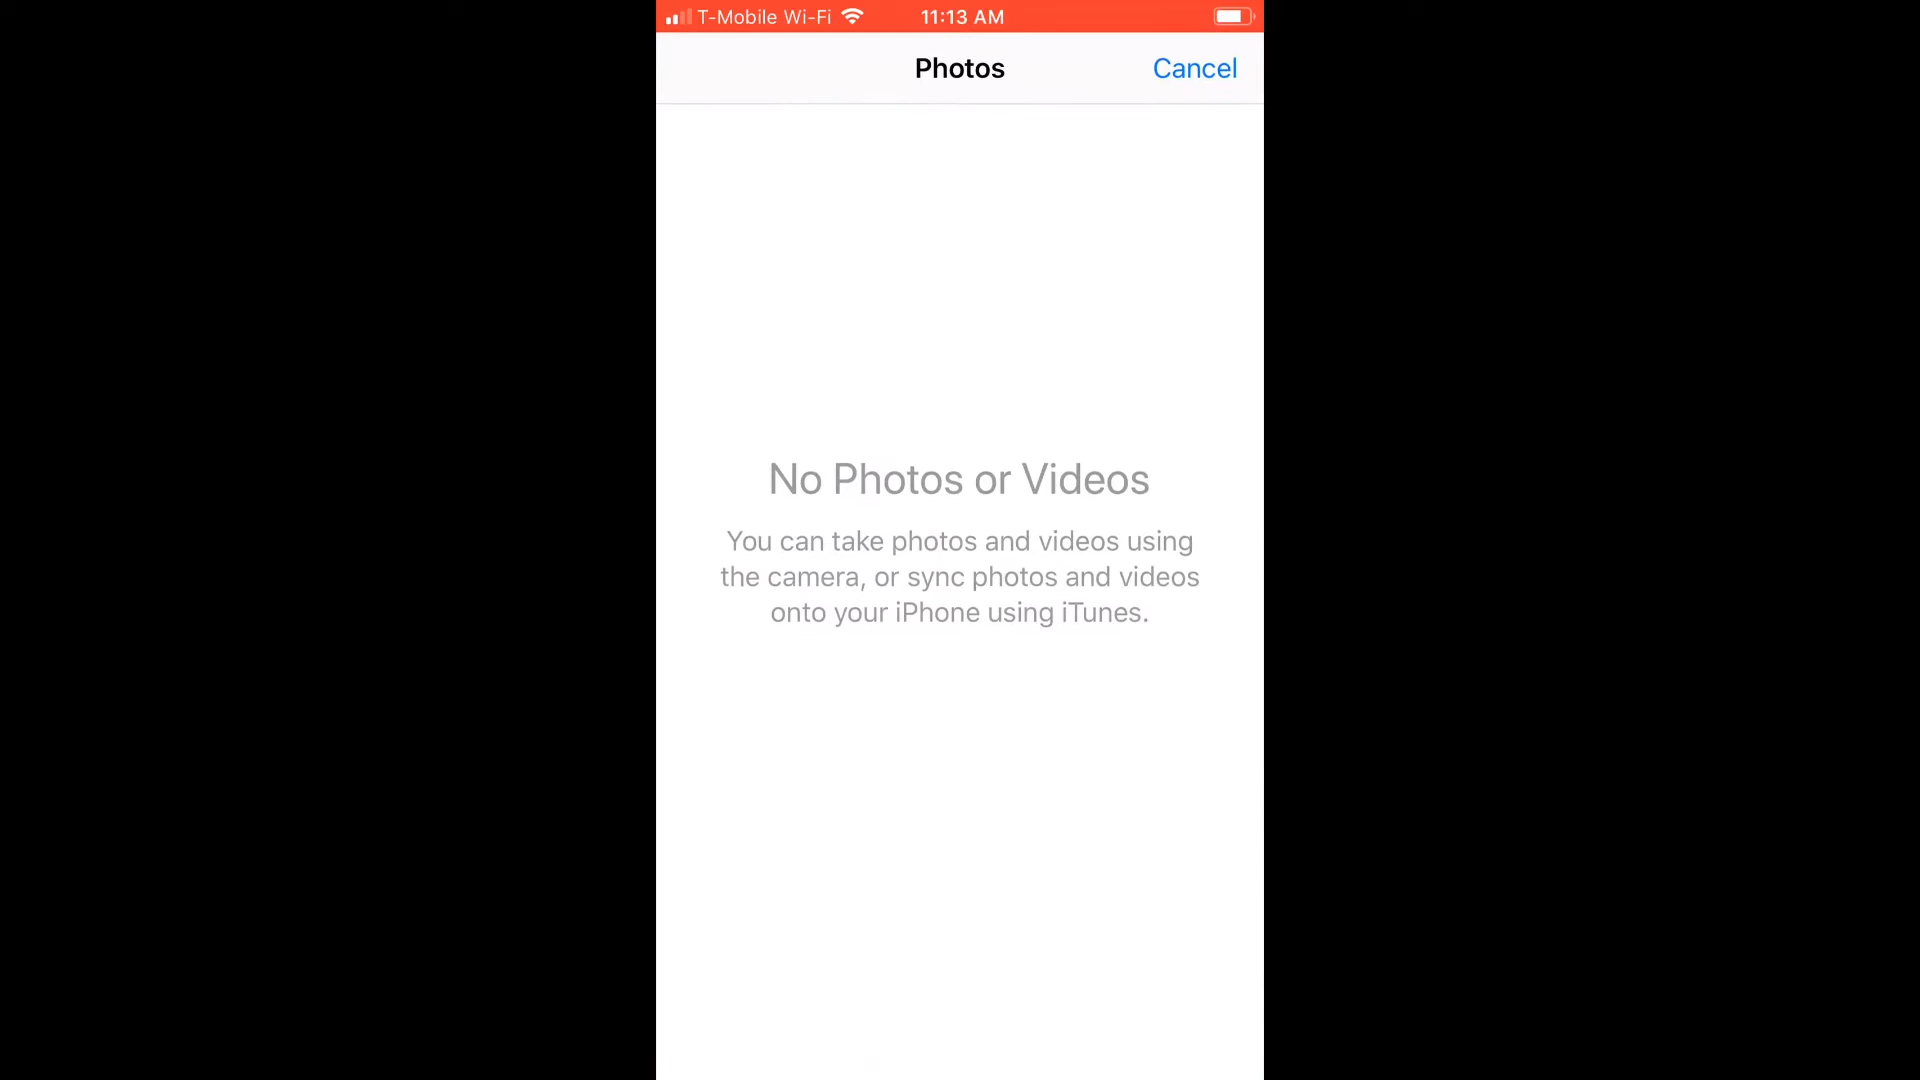 T-Mobile Wi-Fi 11:13 AM
Photos Cancel
No Photos or Videos
You can take photos and videos using
the camera, or sync photos and videos
onto your iPhone using iTunes.